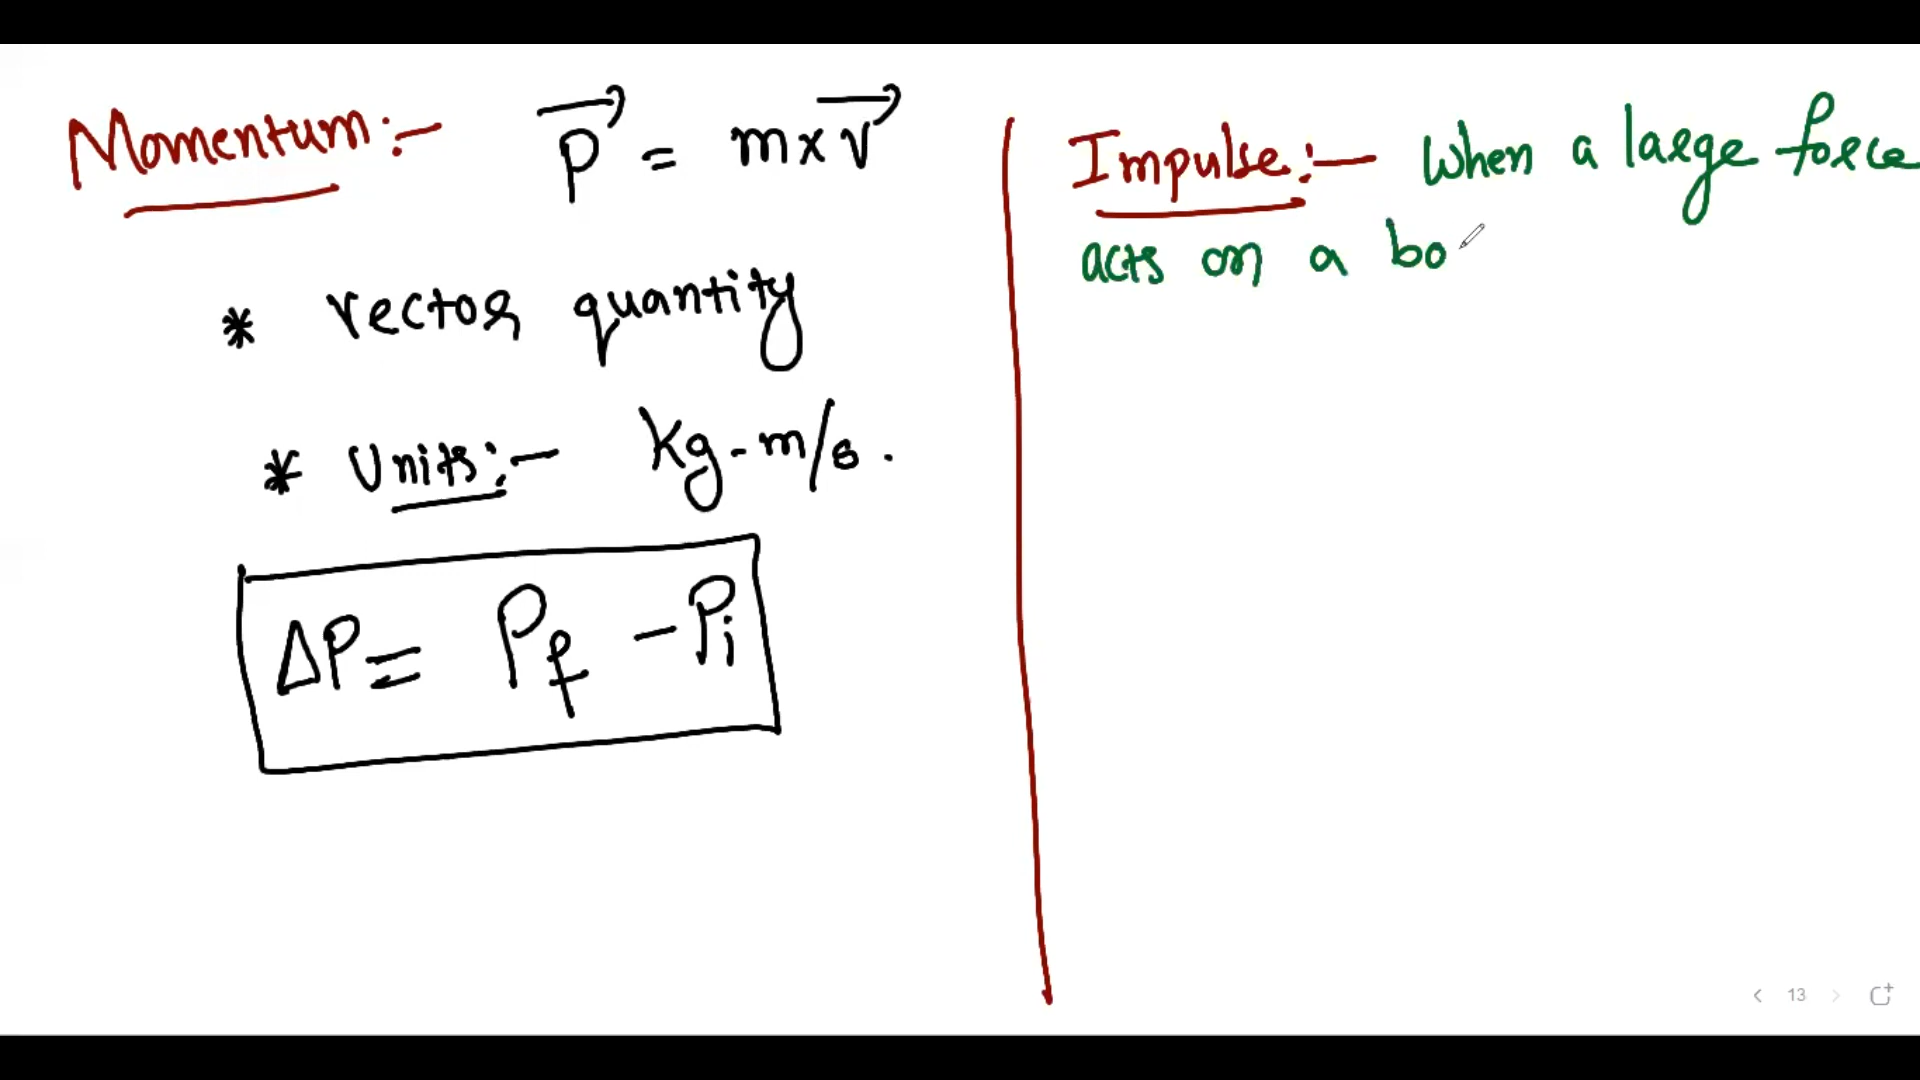 Momentum:- p⃗ = m×v⃗
* vector quantity
* Units:- kg-m/s.
ΔP = Pf - Pi
Impulse:- When a large force
acts on a bo
13